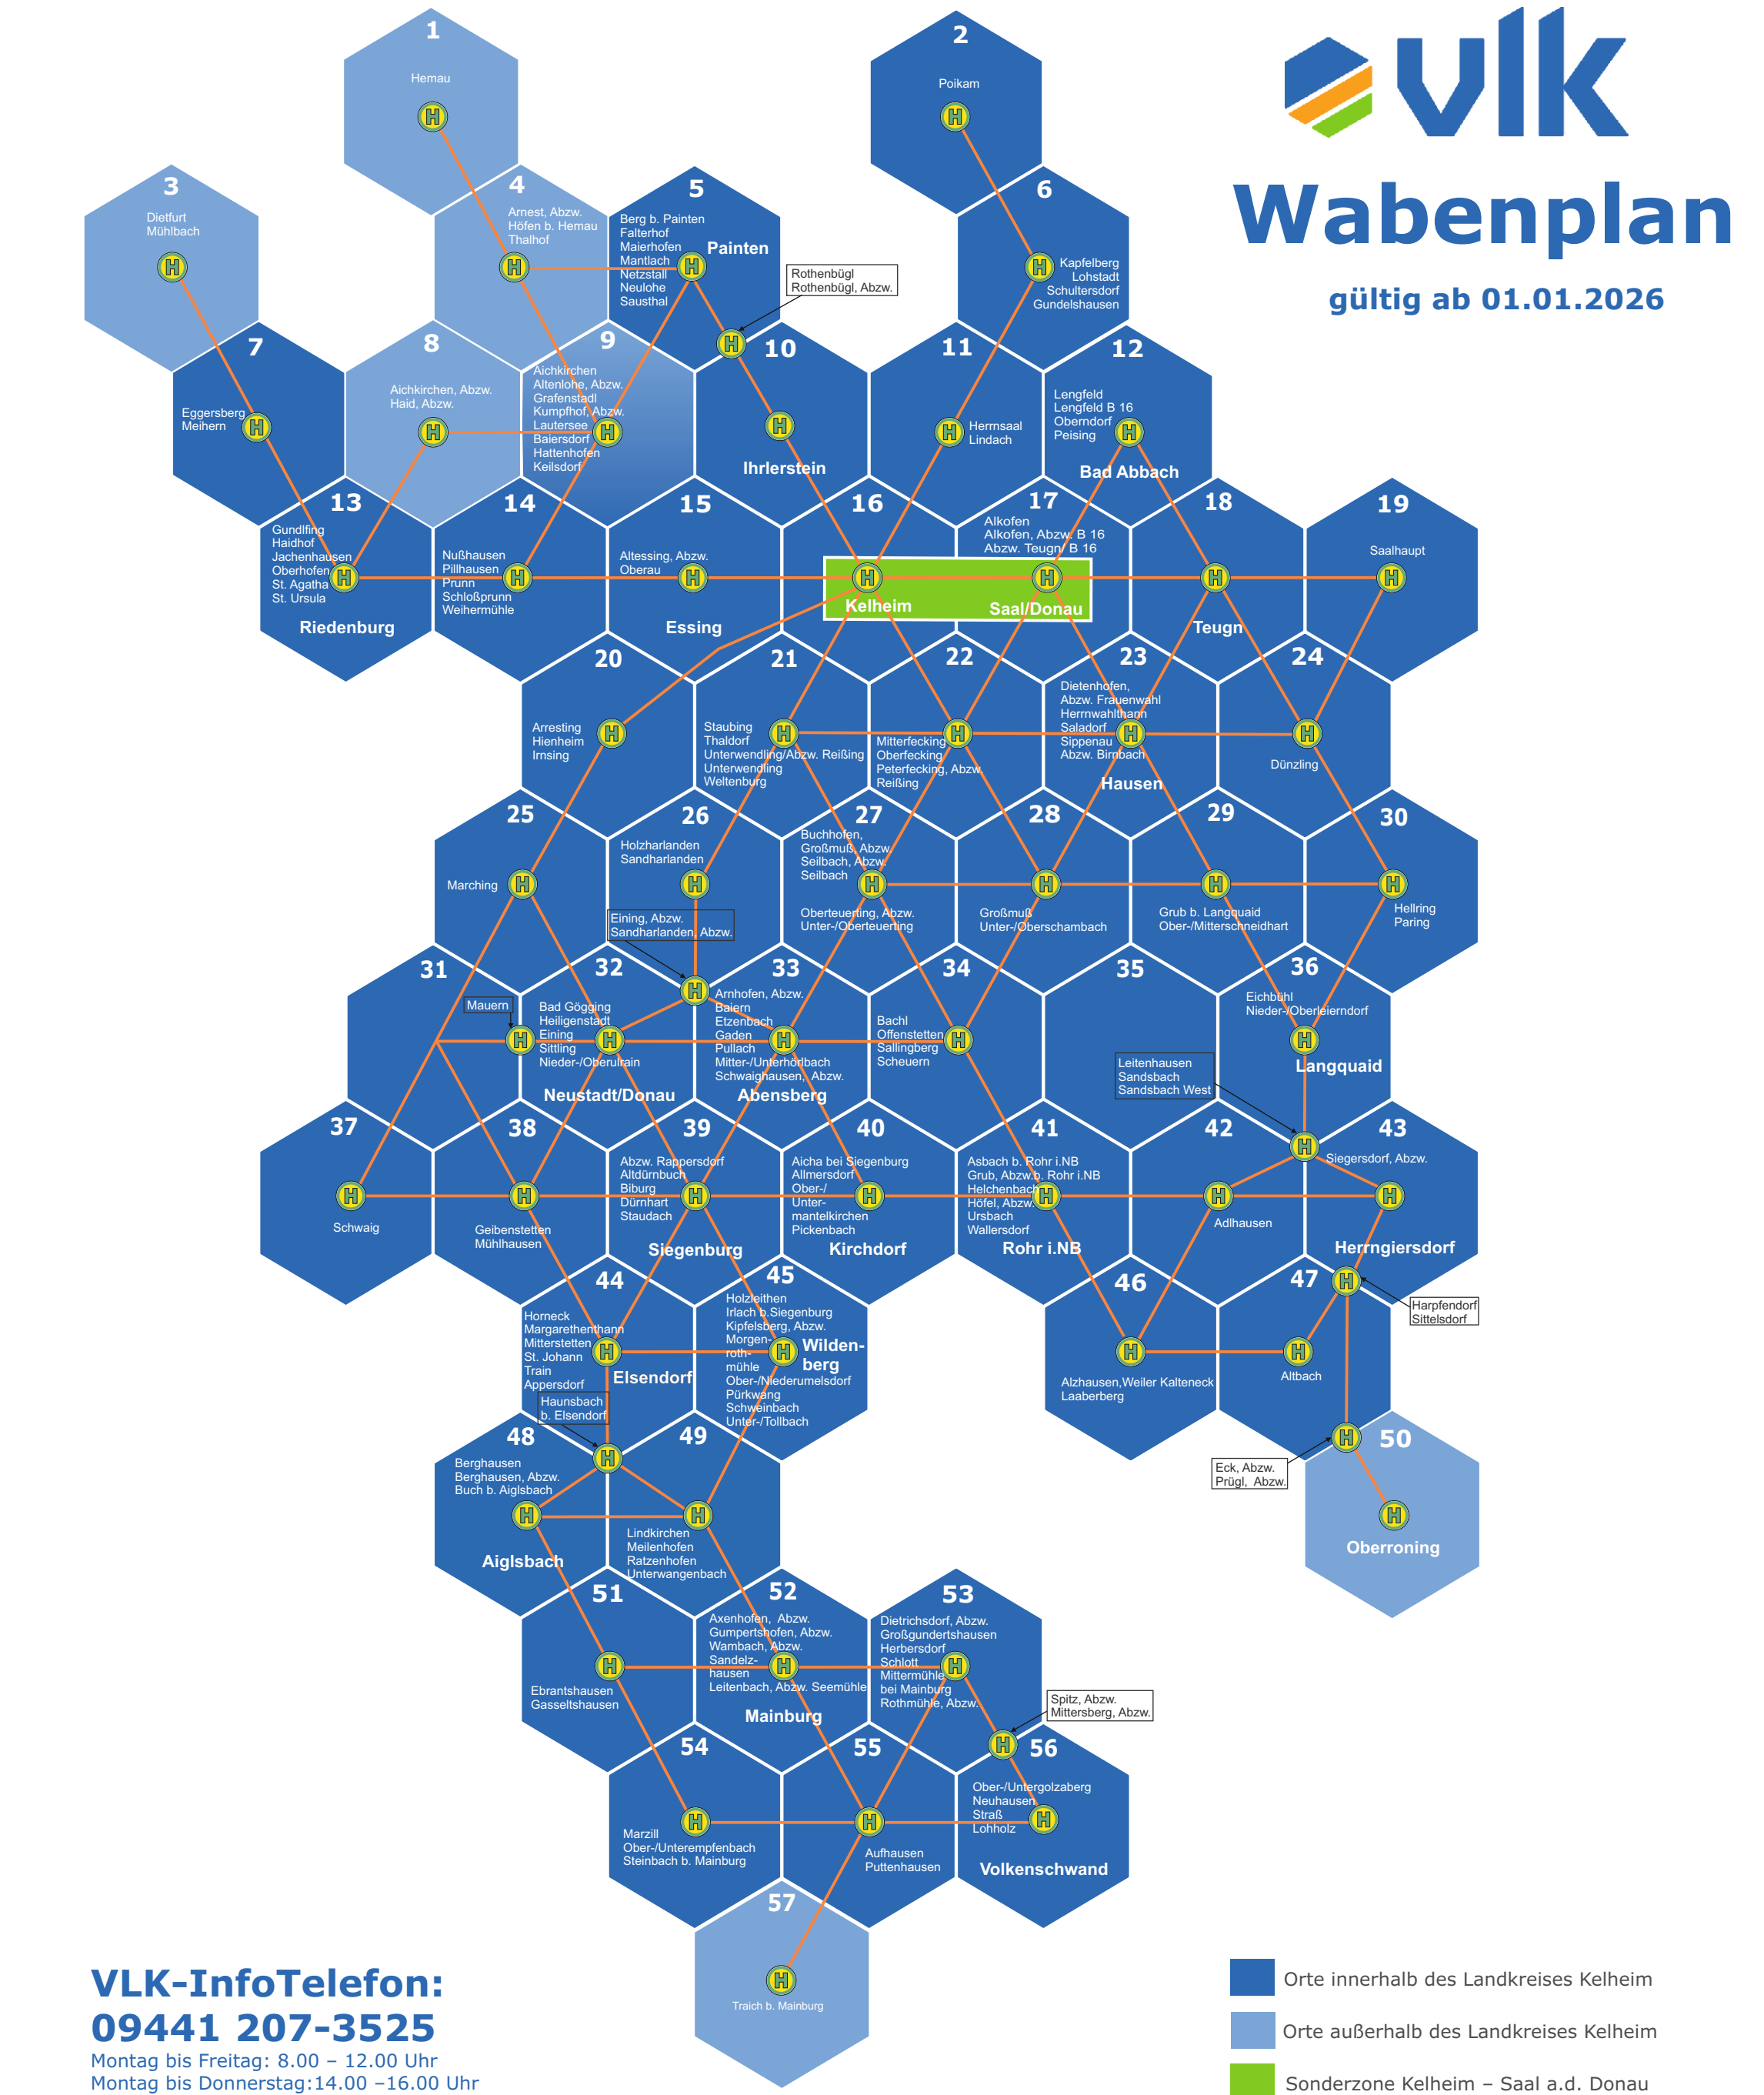 vlk
Wabenplan
gültig ab 01.01.2026
1
Hemau
2
Poikam
3
Dietfurt
Mühlbach
4
Arnest, Abzw.
Höfen b. Hemau
Thalhof
5
Berg b. Painten
Falterhof
Maierhofen
Mantlach
Netzstall
Neulohe
Sausthal
Painten
Rothenbügl
Rothenbügl, Abzw.
6
Kapfelberg
Lohstadt
Schultersdorf
Gundelshausen
7
Eggersberg
Meihern
8
Aichkirchen, Abzw.
Haid, Abzw.
9
Aichkirchen
Altenlohe, Abzw.
Grafenstadl
Kumpfhof, Abzw.
Lautersee
Baiersdorf
Hattenhofen
Keilsdorf
10
Ihrlerstein
11
Herrnsaal
Lindach
12
Lengfeld
Lengfeld B 16
Oberndorf
Peising
Bad Abbach
13
Gundlfing
Haidhof
Jachenhausen
Oberhofen
St. Agatha
St. Ursula
Riedenburg
14
Nußhausen
Pillhausen
Prunn
Schloßprunn
Weihermühle
15
Altessing, Abzw.
Oberau
Essing
16
Kelheim
17
Alkofen
Alkofen, Abzw. B 16
Abzw. Teugn, B 16
Saal/Donau
18
Teugn
19
Saalhaupt
20
Arresting
Hienheim
Irnsing
21
Staubing
Thaldorf
Unterwendling/Abzw. Reißing
Unterwendling
Weltenburg
22
Mitterfecking
Oberfecking
Peterfecking, Abzw.
Reißing
23
Dietenhofen,
Abzw. Frauenwahl
Herrnwahlthann
Saladorf
Sippenau
Abzw. Birnbach
Hausen
24
Dünzling
25
Marching
26
Holzharlanden
Sandharlanden
Eining, Abzw.
Sandharlanden, Abzw.
27
Buchhofen,
Großmuß, Abzw.
Seilbach, Abzw.
Seilbach
Oberteuerting, Abzw.
Unter-/Oberteuerting
28
Großmuß
Unter-/Oberschambach
29
Grub b. Langquaid
Ober-/Mitterschneidhart
30
Hellring
Paring
31
Mauern
32
Bad Gögging
Heiligenstadt
Eining
Sittling
Nieder-/Oberulrain
Neustadt/Donau
33
Arnhofen, Abzw.
Baiern
Etzenbach
Gaden
Pullach
Mitter-/Unterhörlbach
Schwaighausen, Abzw.
Abensberg
34
Bachl
Offenstetten
Sallingberg
Scheuern
35
Leitenhausen
Sandsbach
Sandsbach West
36
Eichbühl
Nieder-/Oberleierndorf
Langquaid
37
Schwaig
38
Geibenstetten
Mühlhausen
39
Abzw. Rappersdorf
Altdürnbuch
Biburg
Dürnhart
Staudach
Siegenburg
40
Aicha bei Siegenburg
Allmersdorf
Ober-/
Unter-
mantelkirchen
Pickenbach
Kirchdorf
41
Asbach b. Rohr i.NB
Grub, Abzw.b. Rohr i.NB
Helchenbach
Höfel, Abzw.
Ursbach
Wallersdorf
Rohr i.NB
42
Adlhausen
43
Siegersdorf, Abzw.
Herrngiersdorf
Harpfendorf
Sittelsdorf
44
Horneck
Margarethenthann
Mitterstetten
St. Johann
Train
Appersdorf
Elsendorf
Haunsbach
b. Elsendorf
45
Holzleithen
Irlach b.Siegenburg
Kipfelsberg, Abzw.
Morgen-
roth-
mühle
Ober-/Niederumelsdorf
Pürkwang
Schweinbach
Unter-/Tollbach
Wilden-
berg
46
Alzhausen,Weiler Kalteneck
Laaberberg
47
Altbach
Eck, Abzw.
Prügl, Abzw.
48
Berghausen
Berghausen, Abzw.
Buch b. Aiglsbach
Aiglsbach
49
Lindkirchen
Meilenhofen
Ratzenhofen
Unterwangenbach
50
Oberroning
51
Ebrantshausen
Gasseltshausen
52
Axenhofen, Abzw.
Gumpertshofen, Abzw.
Wambach, Abzw.
Sandelz-
hausen
Leitenbach, Abzw. Seemühle
Mainburg
53
Dietrichsdorf, Abzw.
Großgundertshausen
Herbersdorf
Schlott
Mittermühle
bei Mainburg
Rothmühle, Abzw.
Spitz, Abzw.
Mittersberg, Abzw.
54
Marzill
Ober-/Unterempfenbach
Steinbach b. Mainburg
55
Aufhausen
Puttenhausen
56
Ober-/Untergolzaberg
Neuhausen
Straß
Lohholz
Volkenschwand
57
Traich b. Mainburg
VLK-InfoTelefon:
09441 207-3525
Montag bis Freitag: 8.00 – 12.00 Uhr
Montag bis Donnerstag:14.00 –16.00 Uhr
Orte innerhalb des Landkreises Kelheim
Orte außerhalb des Landkreises Kelheim
Sonderzone Kelheim – Saal a.d. Donau